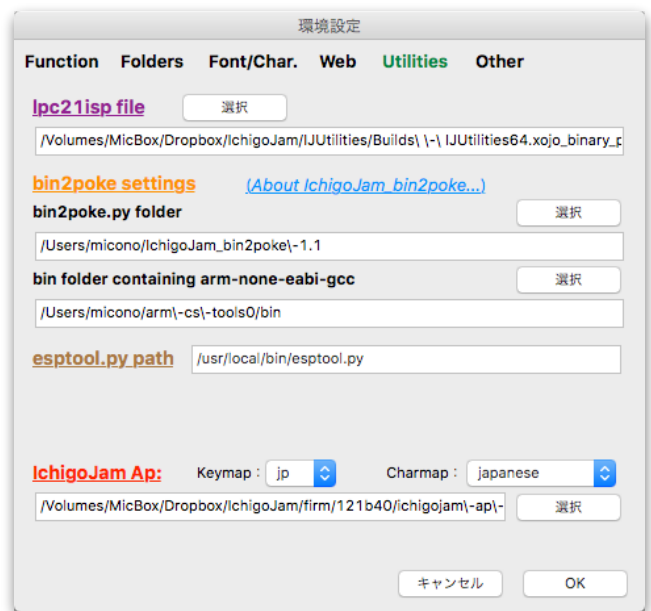 環境設定
Function Folders Font/Char. Web Utilities Other
lpc21isp file 選択
/Volumes/MicBox/Dropbox/IchigoJam/IJUtilities/Builds\ \-\ IJUtilities64.xojo_binary_p
bin2poke settings (About IchigoJam_bin2poke...)
bin2poke.py folder 選択
/Users/micono/IchigoJam_bin2poke\-1.1
bin folder containing arm-none-eabi-gcc 選択
/Users/micono/arm\-cs\-tools0/bin
esptool.py path /usr/local/bin/esptool.py
IchigoJam Ap: Keymap : jp Charmap : japanese
/Volumes/MicBox/Dropbox/IchigoJam/firm/121b40/ichigojam\-ap\- 選択
キャンセル OK